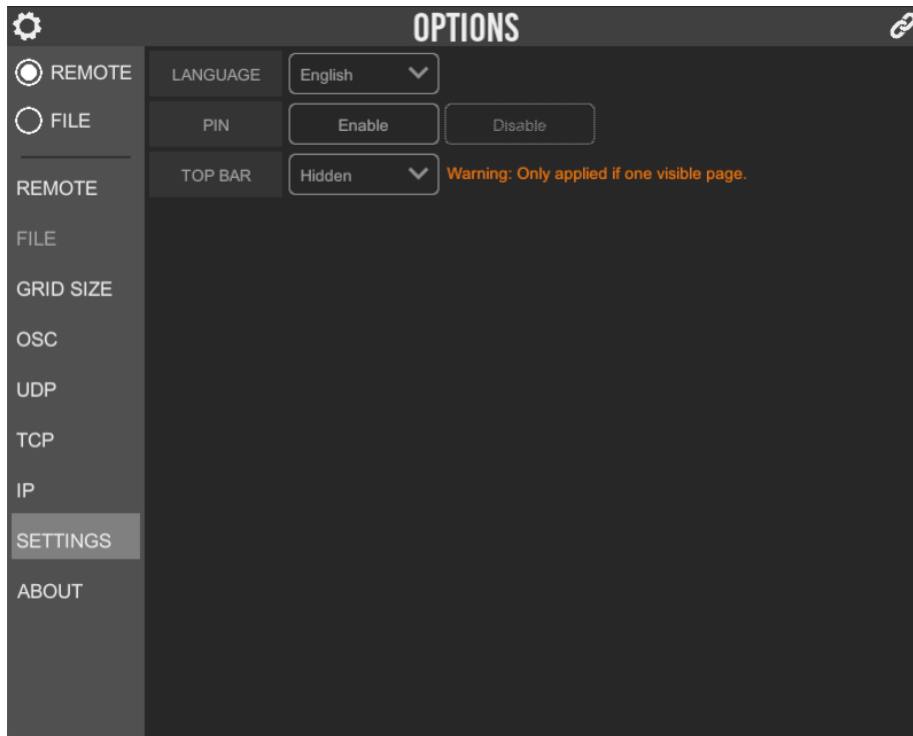 OPTIONS
REMOTE
FILE
REMOTE
FILE
GRID SIZE
OSC
UDP
TCP
IP
SETTINGS
ABOUT
LANGUAGE English
PIN Enable Disable
TOP BAR Hidden Warning: Only applied if one visible page.